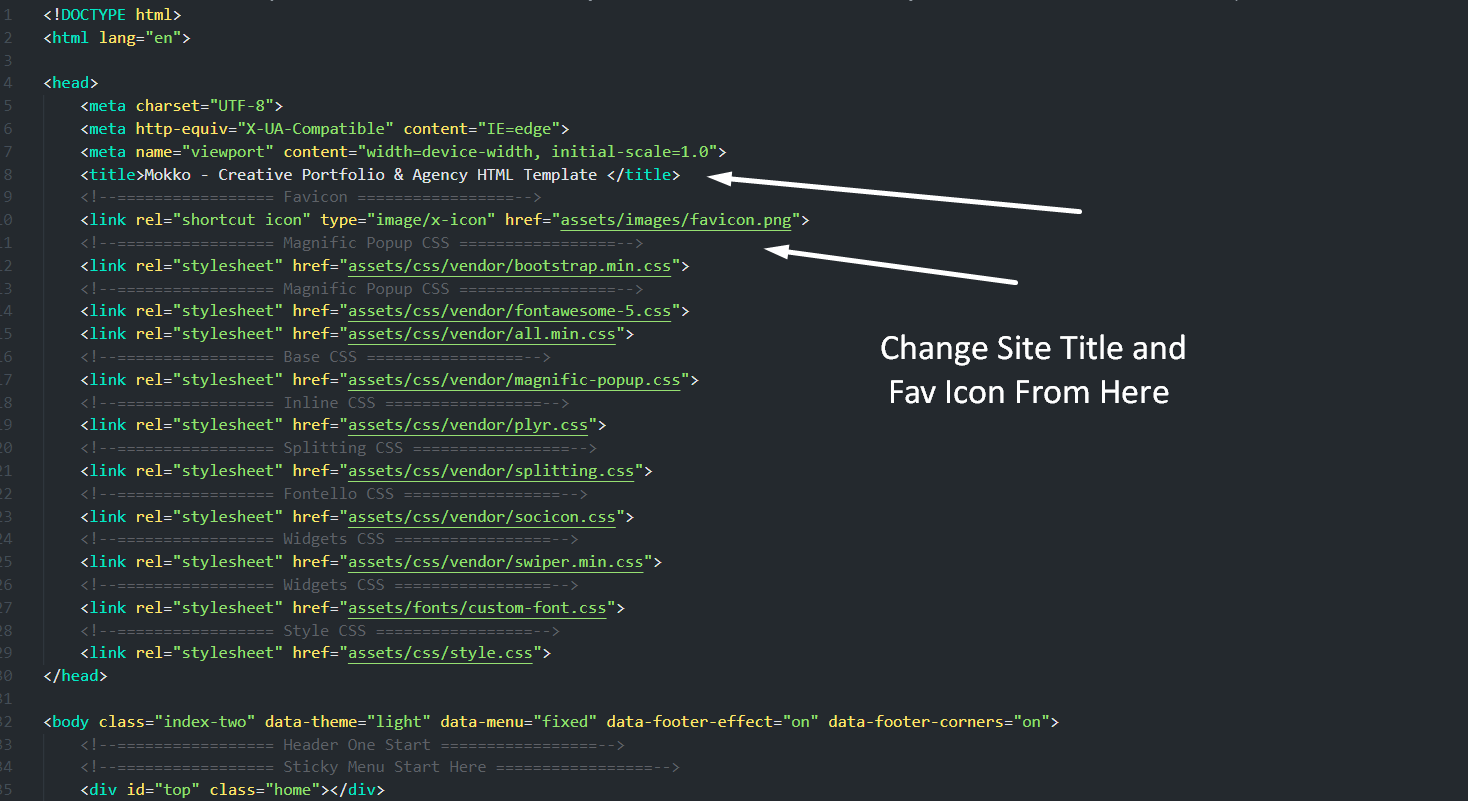 1 <!DOCTYPE html>
2 <html lang="en">
3
4 <head>
5 <meta charset="UTF-8">
6 <meta http-equiv="X-UA-Compatible" content="IE=edge">
7 <meta name="viewport" content="width=device-width, initial-scale=1.0">
8 <title>Mokko - Creative Portfolio & Agency HTML Template </title>
9 <!--================= Favicon =================-->
10 <link rel="shortcut icon" type="image/x-icon" href="assets/images/favicon.png">
11 <!--================= Magnific Popup CSS =================-->
12 <link rel="stylesheet" href="assets/css/vendor/bootstrap.min.css">
13 <!--================= Magnific Popup CSS =================-->
14 <link rel="stylesheet" href="assets/css/vendor/fontawesome-5.css">
15 <link rel="stylesheet" href="assets/css/vendor/all.min.css">
16 <!--================= Base CSS =================-->
17 <link rel="stylesheet" href="assets/css/vendor/magnific-popup.css">
18 <!--================= Inline CSS =================-->
19 <link rel="stylesheet" href="assets/css/vendor/plyr.css">
20 <!--================= Splitting CSS =================-->
21 <link rel="stylesheet" href="assets/css/vendor/splitting.css">
22 <!--================= Fontello CSS =================-->
23 <link rel="stylesheet" href="assets/css/vendor/socicon.css">
24 <!--================= Widgets CSS =================-->
25 <link rel="stylesheet" href="assets/css/vendor/swiper.min.css">
26 <!--================= Widgets CSS =================-->
27 <link rel="stylesheet" href="assets/fonts/custom-font.css">
28 <!--================= Style CSS =================-->
29 <link rel="stylesheet" href="assets/css/style.css">
30 </head>
31
32 <body class="index-two" data-theme="light" data-menu="fixed" data-footer-effect="on" data-footer-corners="on">
33 <!--================= Header One Start =================-->
34 <!--================= Sticky Menu Start Here =================-->
35 <div id="top" class="home"></div>
Change Site Title and
Fav Icon From Here